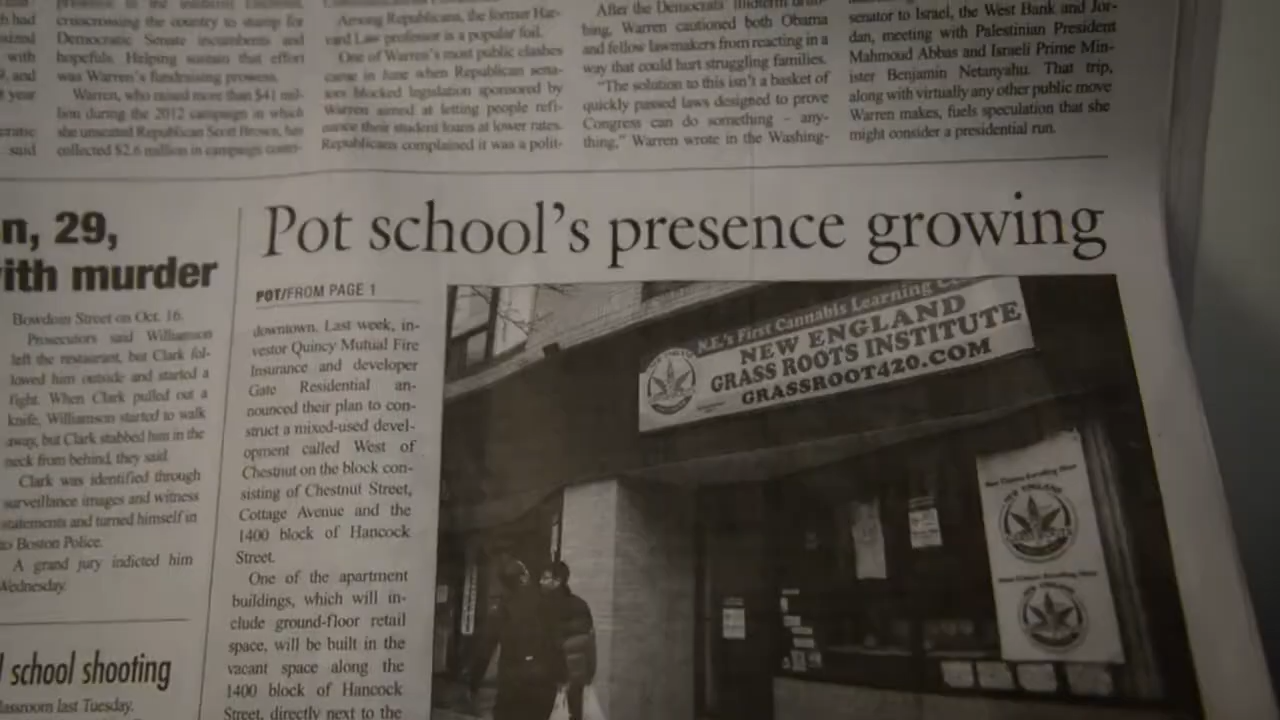 had
with
and
year
said
crisscrossing the country to stump for
Democratic Senate incumbents and
hopefuls. Helping sustain that effort
was Warren's fundraising prowess.
Warren, who raised more than $41 mil-
lion during the 2012 campaign in which
she unseated Republican Scott Brown, has
collected $2.6 million in campaign contri-
Among Republicans, the former Har-
vard Law professor is a popular foil.
One of Warren's most public clashes
came in June when Republican sena-
tors blocked legislation sponsored by
Warren aimed at letting people refi-
nance their student loans at lower rates.
Republicans complained it was a polit-
After the Democrats' midterm
bing, Warren cautioned both Obama
and fellow lawmakers from reacting in a
way that could hurt struggling families.
"The solution to this isn't a basket of
quickly passed laws designed to prove
Congress can do something – any-
thing," Warren wrote in the Washing-
senator to Israel, the West Bank and Jor-
dan, meeting with Palestinian President
Mahmoud Abbas and Israeli Prime Min-
ister Benjamin Netanyahu. That trip,
along with virtually any other public move
Warren makes, fuels speculation that she
might consider a presidential run.
n, 29,
ith murder
Bowdoin Street on Oct. 16.
Prosecutors said Williamson
left the restaurant, but Clark fol-
lowed him outside and started a
fight. When Clark pulled out a
knife, Williamson started to walk
away, but Clark stabbed him in the
neck from behind, they said.
Clark was identified through
surveillance images and witness
statements and turned himself in
to Boston Police.
A grand jury indicted him
Wednesday.
l school shooting
lassroom last Tuesday.
Pot school's presence growing
POT/FROM PAGE 1
downtown. Last week, in-
vestor Quincy Mutual Fire
Insurance and developer
Gate Residential an-
nounced their plan to con-
struct a mixed-used devel-
opment called West of
Chestnut on the block con-
sisting of Chestnut Street,
Cottage Avenue and the
1400 block of Hancock
Street.
One of the apartment
buildings, which will in-
clude ground-floor retail
space, will be built in the
vacant space along the
1400 block of Hancock
Street, directly next to the
N.E.'s First Cannabis Learning
NEW ENGLAND
GRASS ROOTS INSTITUTE
GRASSROOT420.COM
New Classes Enrolling Now
NEW ENGLAND